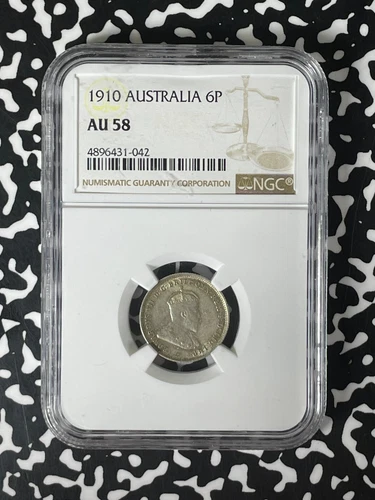 1910 AUSTRALIA 6P
AU 58
4896431-042
NUMISMATIC GUARANTY CORPORATION
NGC®